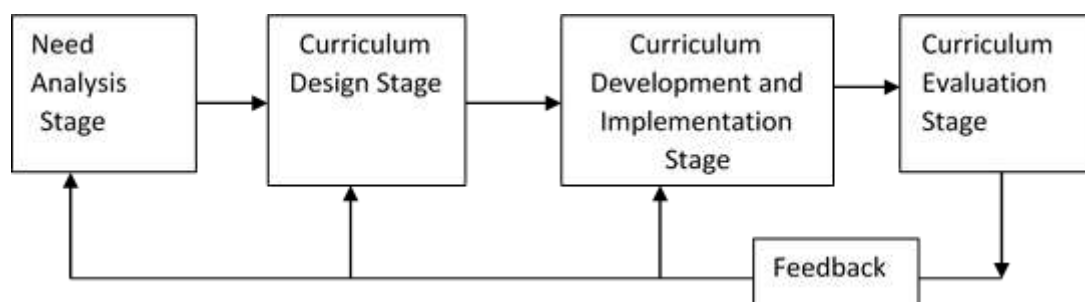 Need
Analysis
Stage
Curriculum
Design Stage
Curriculum
Development and
Implementation
Stage
Curriculum
Evaluation
Stage
Feedback